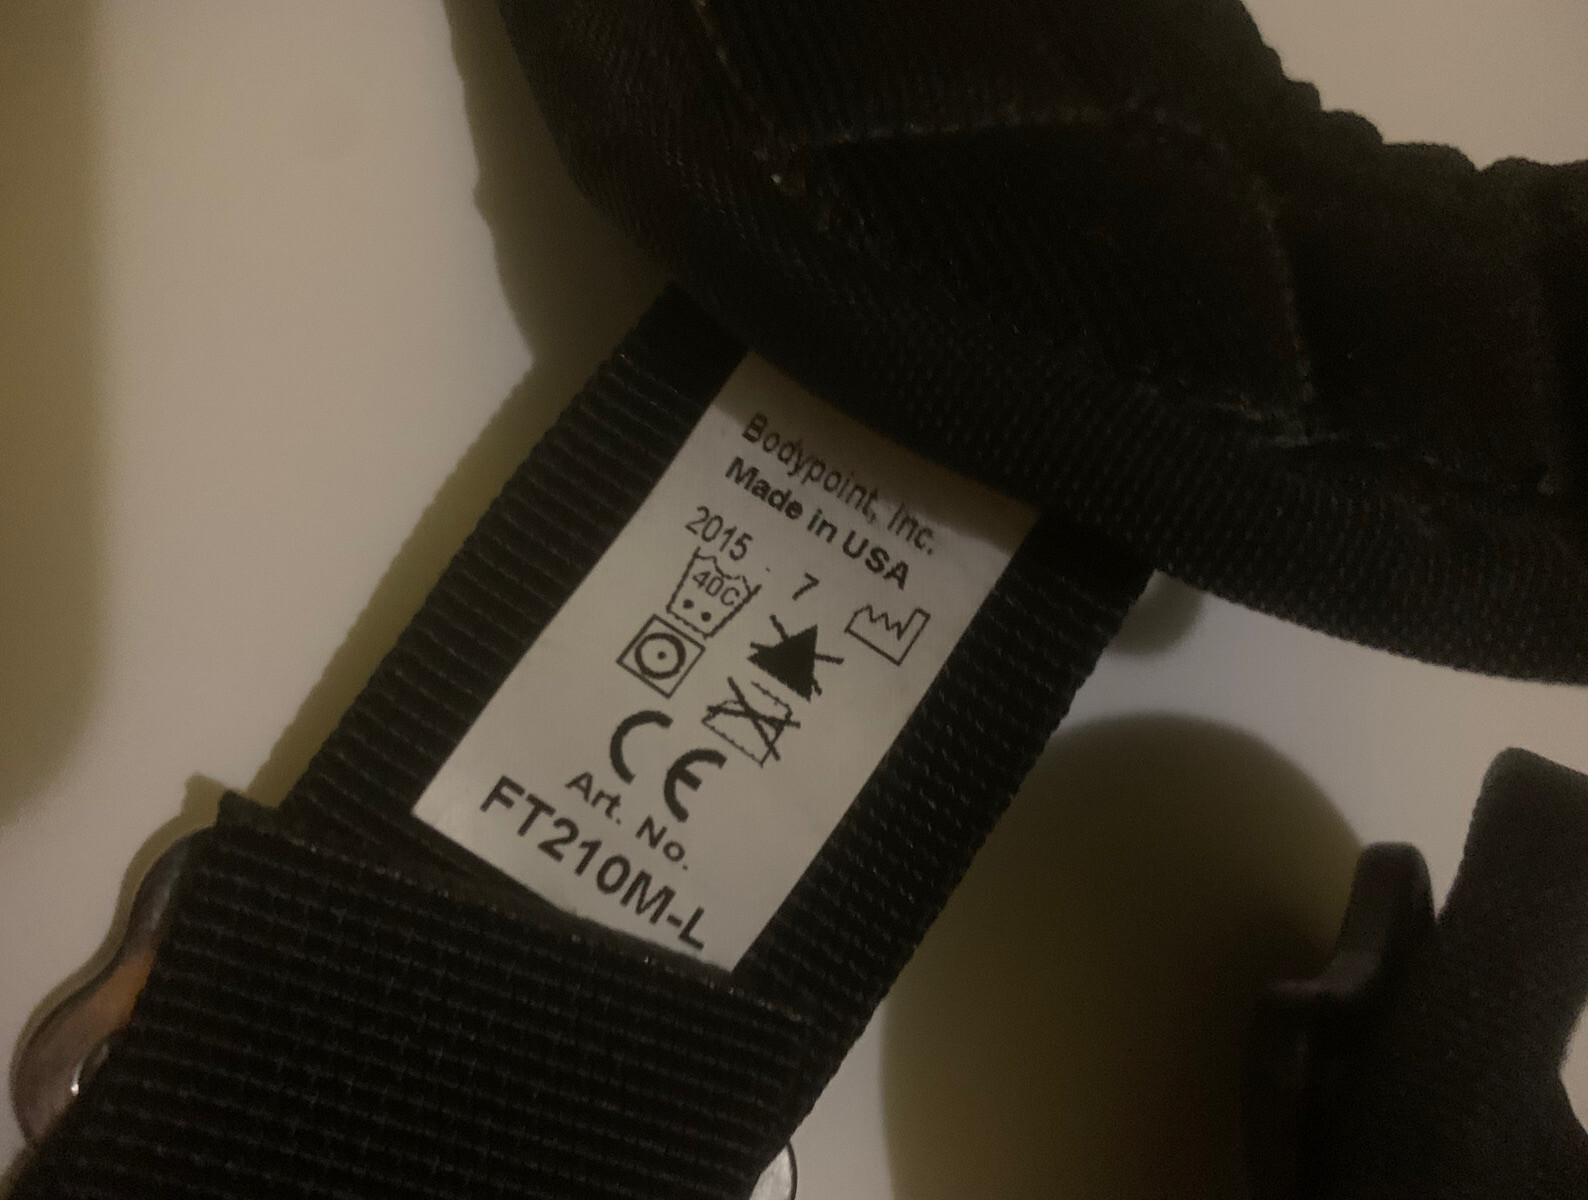 Bodypoint, Inc.
Made in USA
2015 . 7
40C
CE
Art. No.
FT210M-L